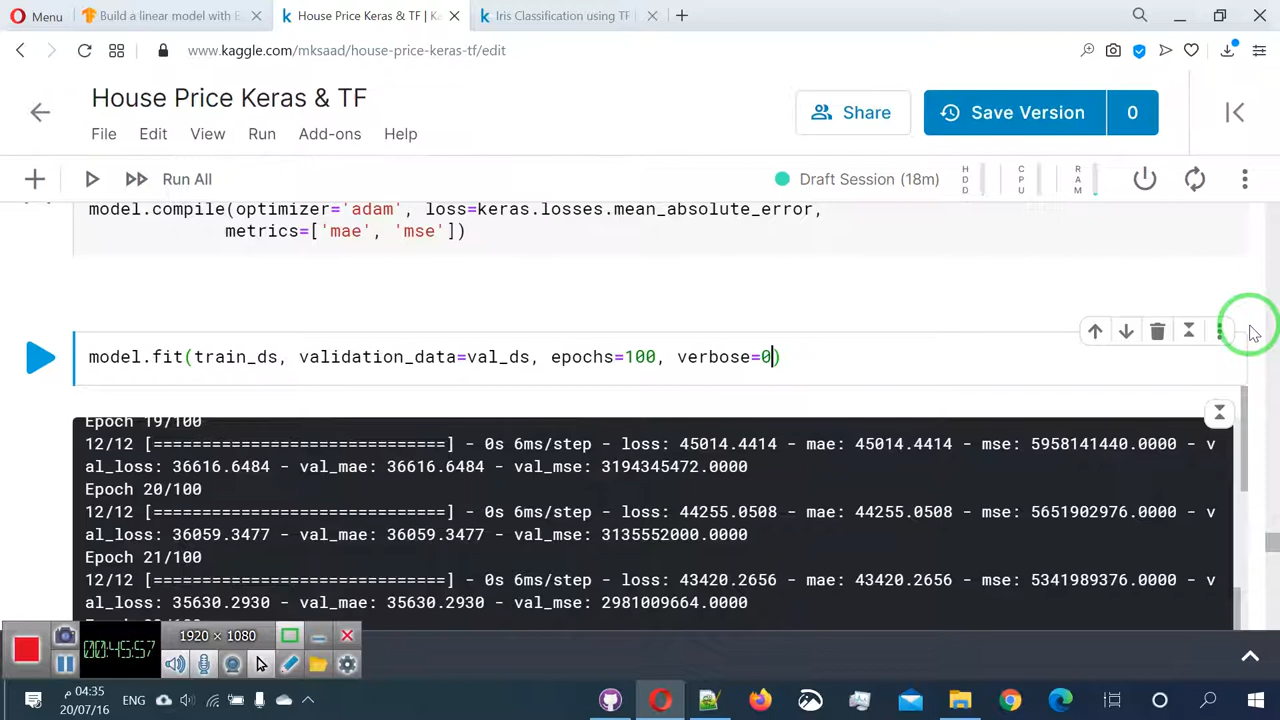 Menu
Build a linear model with E
House Price Keras & TF | Ka
Iris Classification using TF |
www.kaggle.com/mksaad/house-price-keras-tf/edit
House Price Keras & TF
File Edit View Run Add-ons Help
Share
Save Version 0
Run All
Draft Session (18m)
HDD
CPU
RAM
model.compile(optimizer='adam', loss=keras.losses.mean_absolute_error,
metrics=['mae', 'mse'])
model.fit(train_ds, validation_data=val_ds, epochs=100, verbose=0)
Epoch 19/100
12/12 [==============================] - 0s 6ms/step - loss: 45014.4414 - mae: 45014.4414 - mse: 5958141440.0000 - v
al_loss: 36616.6484 - val_mae: 36616.6484 - val_mse: 3194345472.0000
Epoch 20/100
12/12 [==============================] - 0s 6ms/step - loss: 44255.0508 - mae: 44255.0508 - mse: 5651902976.0000 - v
al_loss: 36059.3477 - val_mae: 36059.3477 - val_mse: 3135552000.0000
Epoch 21/100
12/12 [==============================] - 0s 6ms/step - loss: 43420.2656 - mae: 43420.2656 - mse: 5341989376.0000 - v
al_loss: 35630.2930 - val_mae: 35630.2930 - val_mse: 2981009664.0000
1920 × 1080
00:45:57
04:35 م
20/07/16
ENG